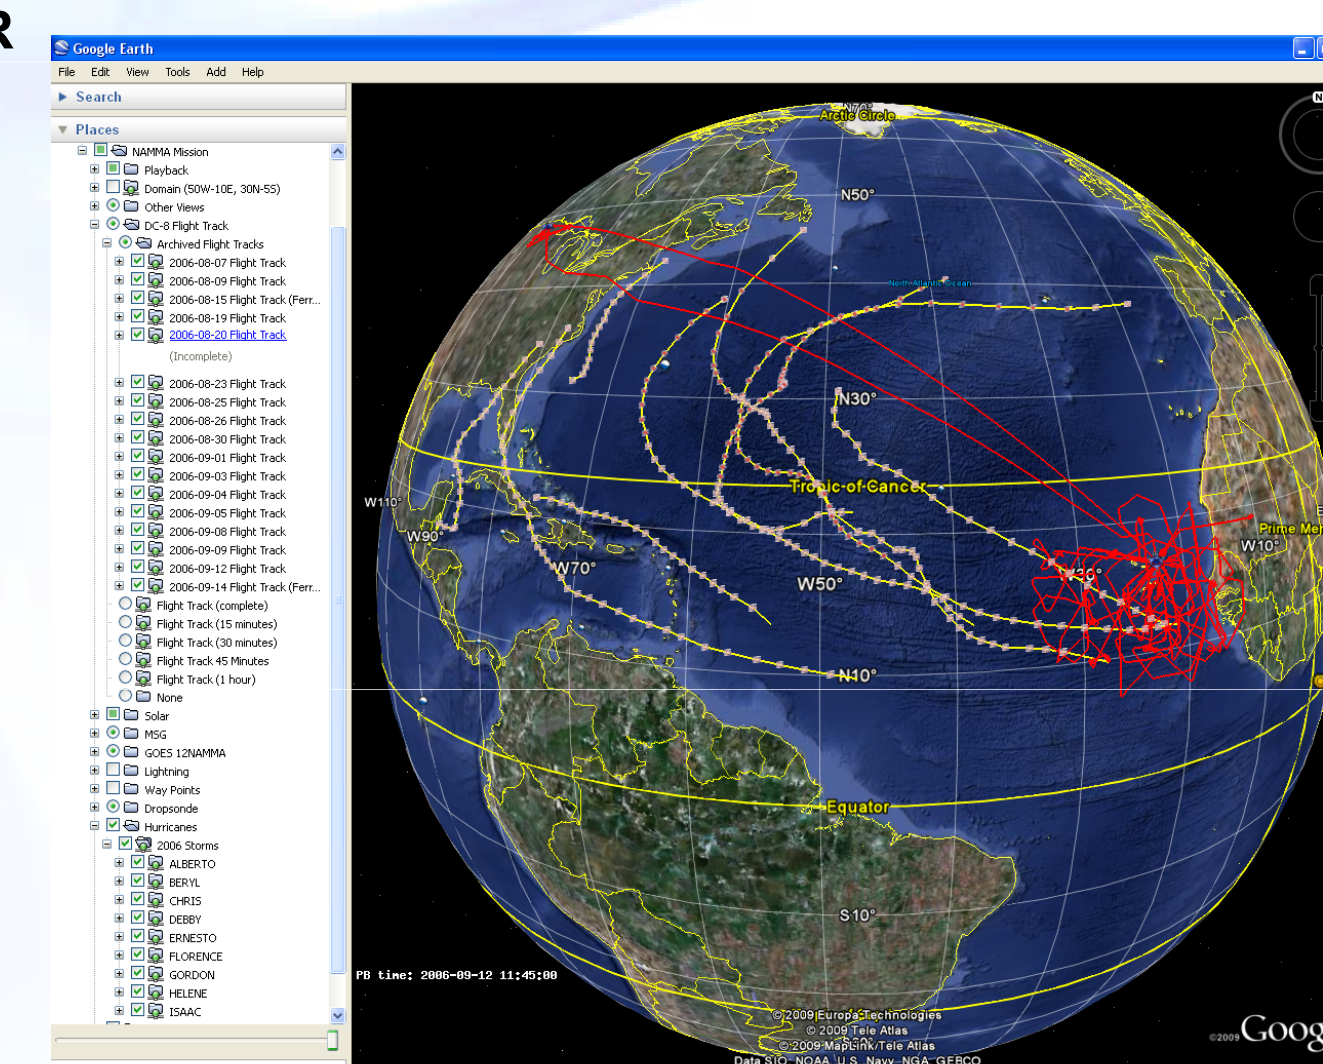 R
Google Earth
File Edit View Tools Add Help
Search
Places
NAMMA Mission
Playback
Domain (50W-10E, 30N-5S)
Other Views
DC-8 Flight Track
Archived Flight Tracks
2006-08-07 Flight Track
2006-08-09 Flight Track
2006-08-15 Flight Track (Ferr...
2006-08-19 Flight Track
2006-08-20 Flight Track
(Incomplete)
2006-08-23 Flight Track
2006-08-25 Flight Track
2006-08-26 Flight Track
2006-08-30 Flight Track
2006-09-01 Flight Track
2006-09-03 Flight Track
2006-09-04 Flight Track
2006-09-05 Flight Track
2006-09-08 Flight Track
2006-09-09 Flight Track
2006-09-12 Flight Track
2006-09-14 Flight Track (Ferr...
Flight Track (complete)
Flight Track (15 minutes)
Flight Track (30 minutes)
Flight Track 45 Minutes
Flight Track (1 hour)
None
Solar
MSG
GOES 12NAMMA
Lightning
Way Points
Dropsonde
Hurricanes
2006 Storms
ALBERTO
BERYL
CHRIS
DEBBY
ERNESTO
FLORENCE
GORDON
HELENE
ISAAC
N
N70°
Arctic Circle
N50°
North Atlantic Ocean
N30°
Tropic of Cancer
W110°
W90°
W70°
W50°
W30°
W10°
Prime Mer
N10°
Equator
S10°
PB time: 2006-09-12 11:45:00
© 2009 Europa Technologies
© 2009 Tele Atlas
© 2009 MapLink/Tele Atlas
Data SIO, NOAA, U.S. Navy, NGA, GEBCO
©2009 Goog